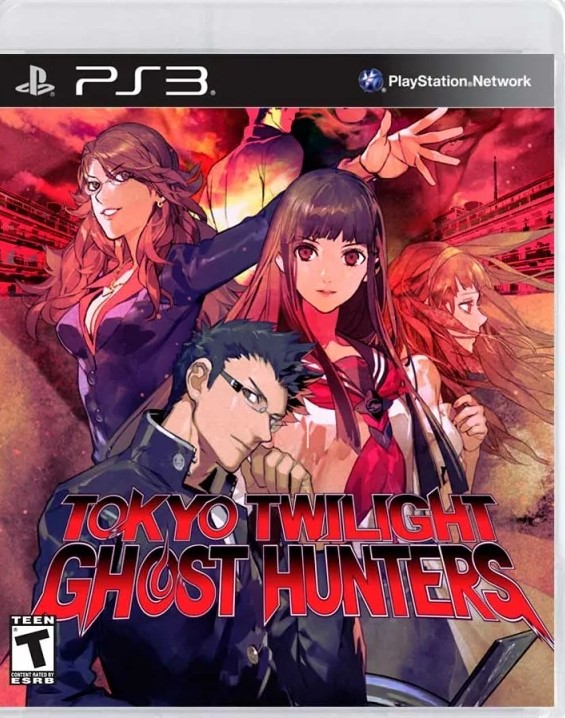 PS3.
PlayStation®Network
TOKYO TWILIGHT
GHOST HUNTERS
TEEN
T
CONTENT RATED BY
ESRB